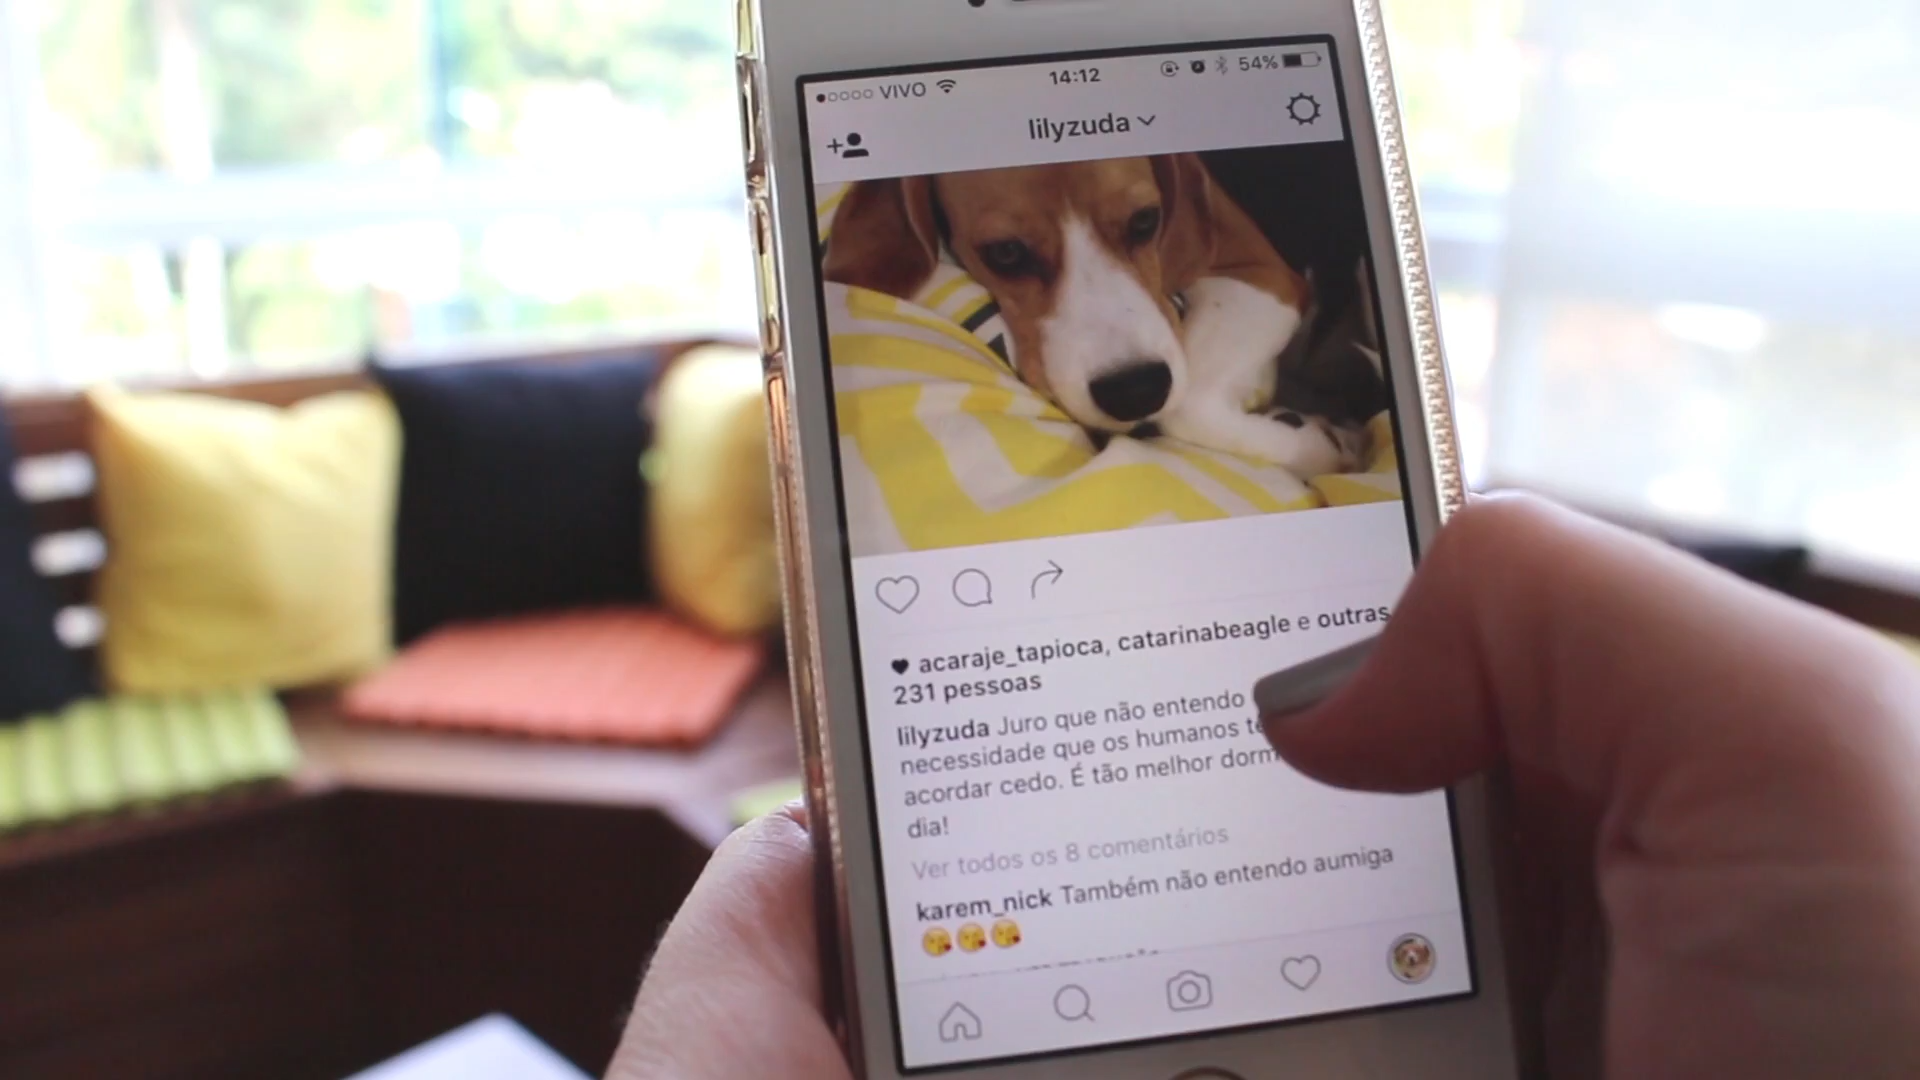 VIVO 14:12 54%
lilyzuda
acaraje_tapioca, catarinabeagle e outras
231 pessoas
lilyzuda Juro que não entendo
necessidade que os humanos
acordar cedo. É tão melhor
dia!
Ver todos os 8 comentários
karem_nick Também não entendo aumiga
😘😘😘